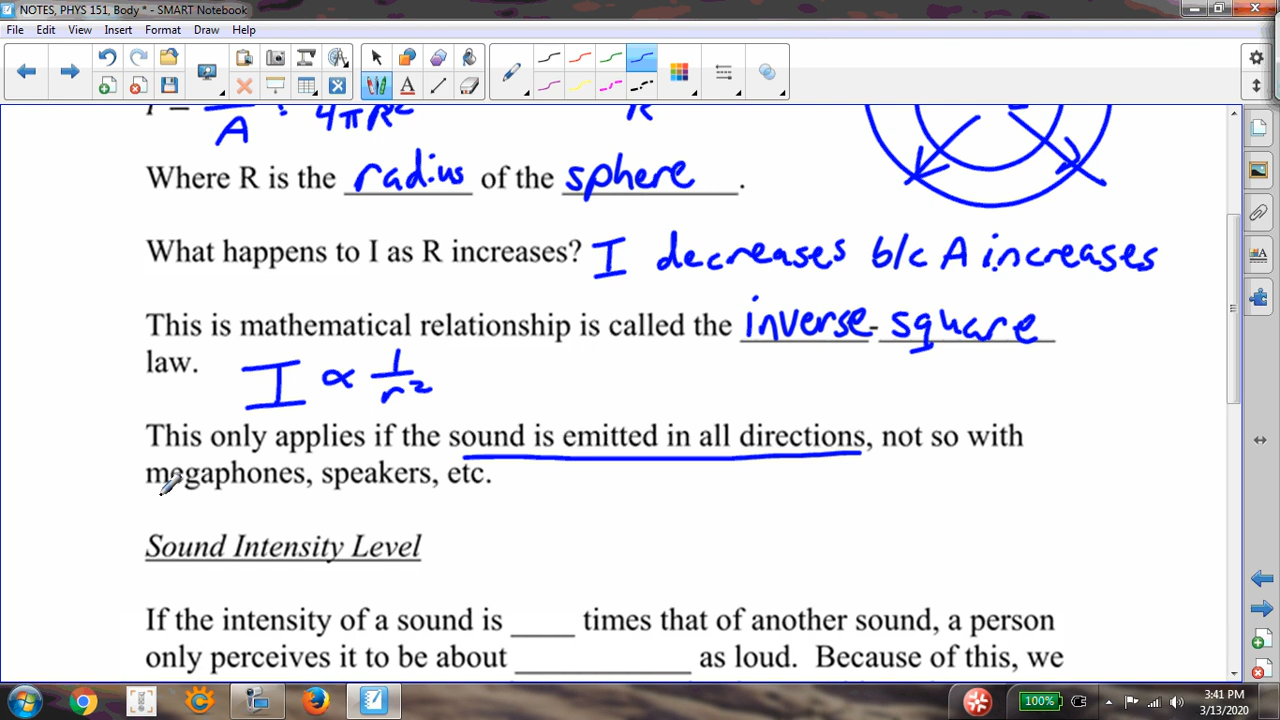 NOTES, PHYS 151, Body * - SMART Notebook
File Edit View Insert Format Draw Help
A 4πR² R
Where R is the radius of the sphere.
What happens to I as R increases? I decreases b/c A increases
This is mathematical relationship is called the inverse-square
law. I ∝ 1/r²
This only applies if the sound is emitted in all directions, not so with
megaphones, speakers, etc.
Sound Intensity Level
If the intensity of a sound is ____ times that of another sound, a person
only perceives it to be about ____________ as loud. Because of this, we
100%
3:41 PM
3/13/2020